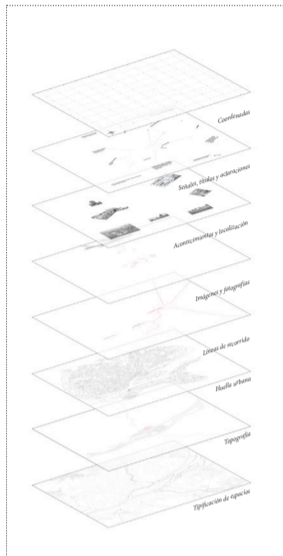 Coordenadas
Señales, títulos y aclaraciones
Acontecimientos y localización
Imágenes y fotografías
Líneas de recorrido
Huella urbana
Topografía
Tipificación de espacios